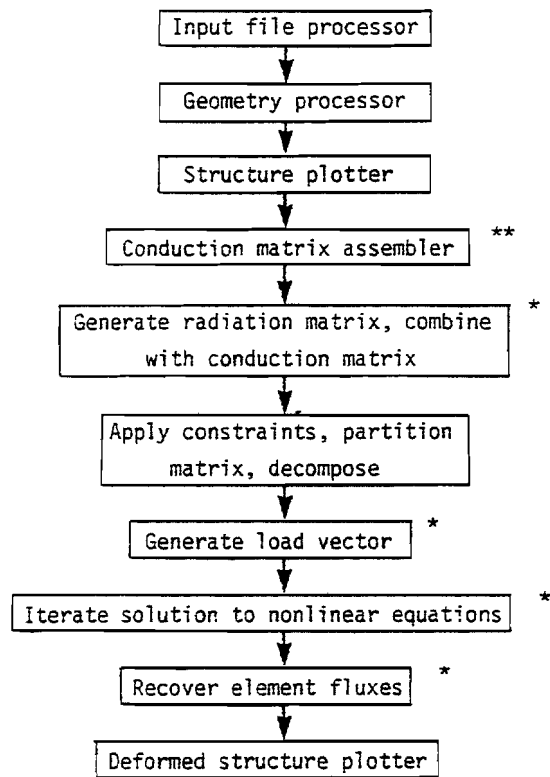 Input file processor
Geometry processor
Structure plotter
Conduction matrix assembler **
Generate radiation matrix, combine *
with conduction matrix
Apply constraints, partition
matrix, decompose
Generate load vector *
Iterate solution to nonlinear equations *
Recover element fluxes *
Deformed structure plotter